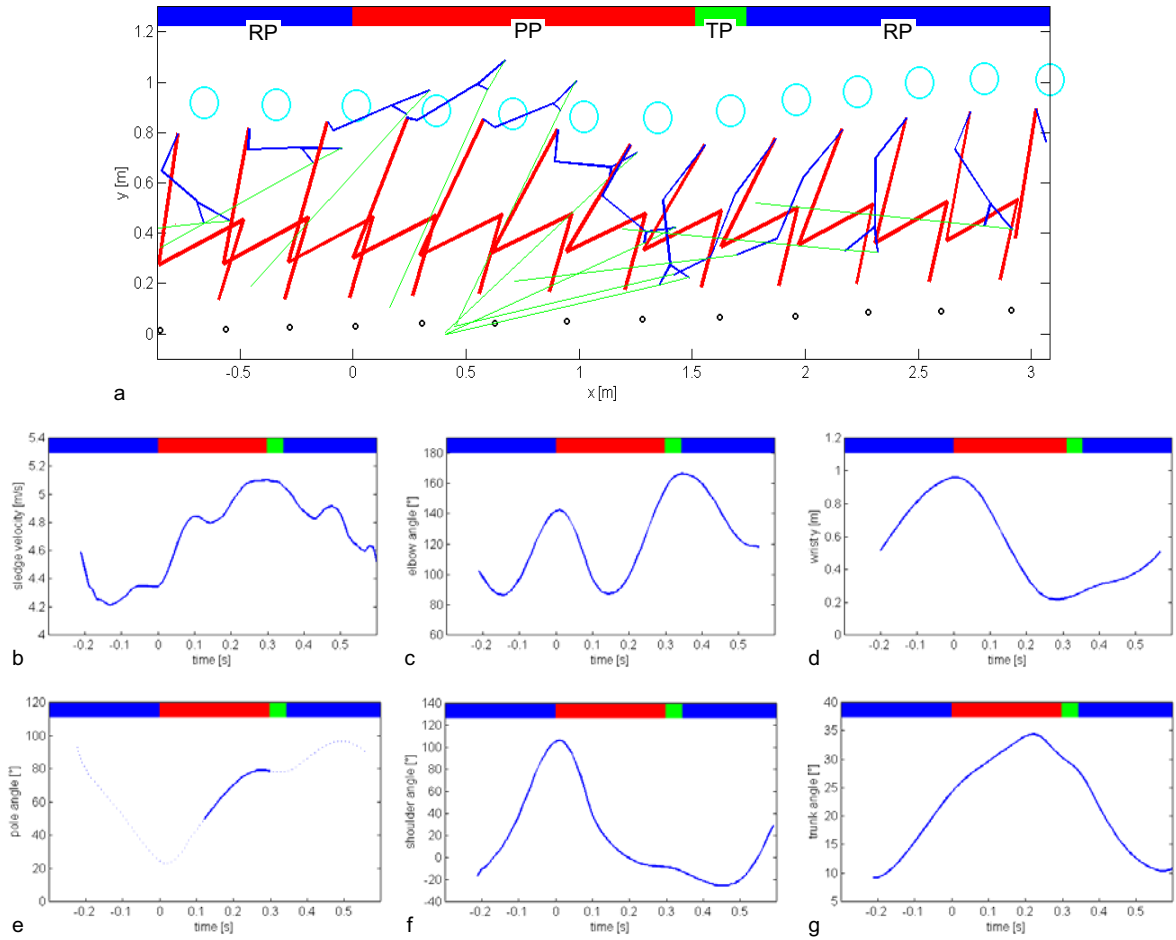 RP PP TP RP
1.2
1
0.8
0.6
0.4
0.2
0
y [m]
-0.5 0 0.5 1 1.5 2 2.5 3
x [m]
a
5.4
5.2
5
4.8
4.6
4.4
4.2
4
sledge velocity [m/s]
-0.2 -0.1 0 0.1 0.2 0.3 0.4 0.5
time [s]
b
180
160
140
120
100
80
60
elbow angle [°]
-0.2 -0.1 0 0.1 0.2 0.3 0.4 0.5
time [s]
c
1.2
1
0.8
0.6
0.4
0.2
0
wristy [m]
-0.2 -0.1 0 0.1 0.2 0.3 0.4 0.5
time [s]
d
120
100
80
60
40
20
0
pole angle [°]
-0.2 -0.1 0 0.1 0.2 0.3 0.4 0.5
time [s]
e
140
120
100
80
60
40
20
0
-20
-40
shoulder angle [°]
-0.2 -0.1 0 0.1 0.2 0.3 0.4 0.5
time [s]
f
40
35
30
25
20
15
10
5
trunk angle [°]
-0.2 -0.1 0 0.1 0.2 0.3 0.4 0.5
time [s]
g